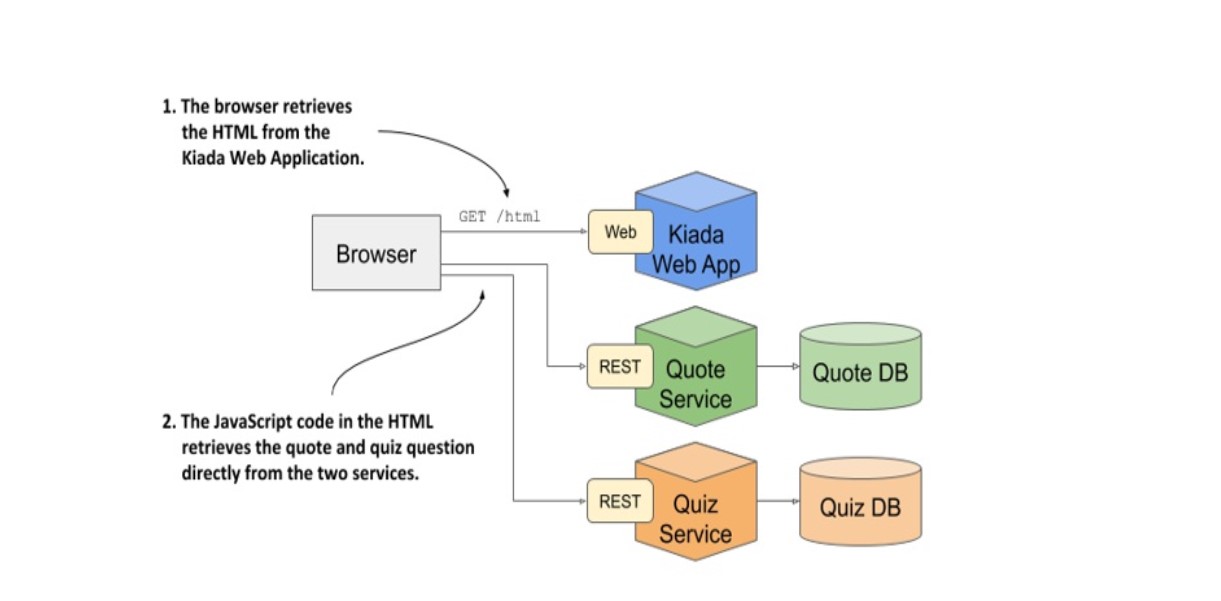 1. The browser retrieves
the HTML from the
Kiada Web Application.
GET /html
Browser
Web
Kiada
Web App
REST
Quote
Service
Quote DB
2. The JavaScript code in the HTML
retrieves the quote and quiz question
directly from the two services.
REST
Quiz
Service
Quiz DB